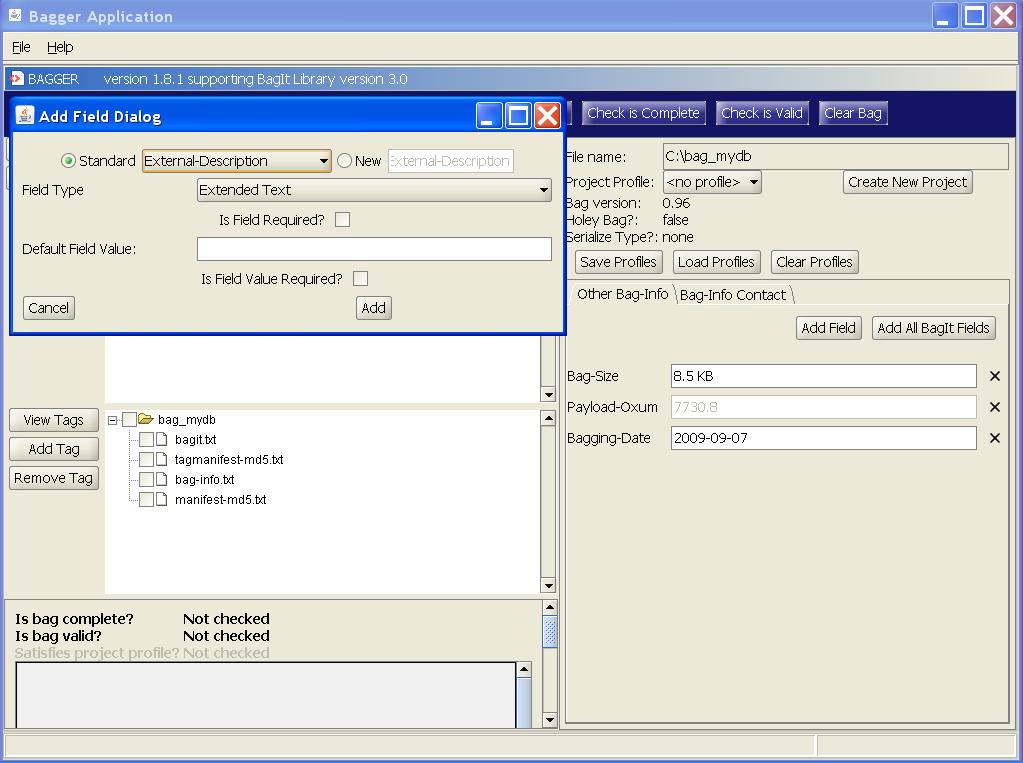 Bagger Application
File Help
BAGGER version 1.8.1 supporting BagIt Library version 3.0
Add Field Dialog
Check is Complete Check is Valid Clear Bag
Standard External-Description New External-Description
Field Type Extended Text
Is Field Required?
Default Field Value:
Is Field Value Required?
Cancel Add
File name: C:\bag_mydb
Project Profile: <no profile> Create New Project
Bag version: 0.96
Holey Bag?: false
Serialize Type?: none
Save Profiles Load Profiles Clear Profiles
Other Bag-Info Bag-Info Contact
Add Field Add All BagIt Fields
Bag-Size 8.5 KB
Payload-Oxum 7730.8
Bagging-Date 2009-09-07
View Tags
Add Tag
Remove Tag
bag_mydb
bagit.txt
tagmanifest-md5.txt
bag-info.txt
manifest-md5.txt
Is bag complete? Not checked
Is bag valid? Not checked
Satisfies project profile? Not checked